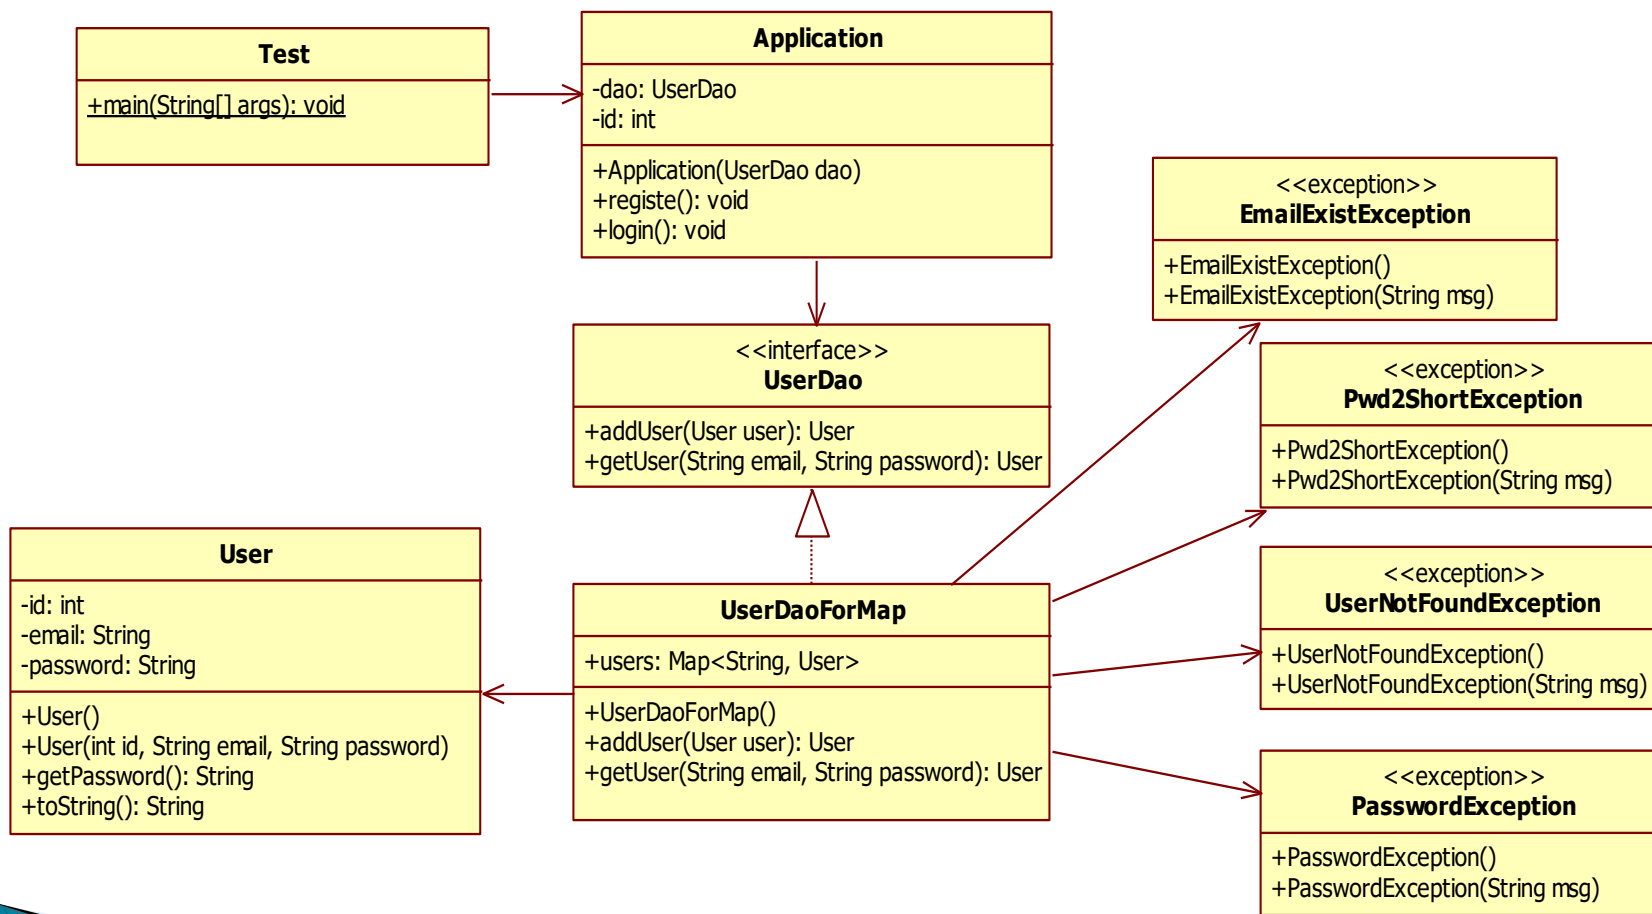 Test
+main(String[] args): void
Application
-dao: UserDao
-id: int
+Application(UserDao dao)
+registe(): void
+login(): void
<<exception>>
EmailExistException
+EmailExistException()
+EmailExistException(String msg)
<<interface>>
UserDao
+addUser(User user): User
+getUser(String email, String password): User
<<exception>>
Pwd2ShortException
+Pwd2ShortException()
+Pwd2ShortException(String msg)
User
-id: int
-email: String
-password: String
+User()
+User(int id, String email, String password)
+getPassword(): String
+toString(): String
UserDaoForMap
+users: Map<String, User>
+UserDaoForMap()
+addUser(User user): User
+getUser(String email, String password): User
<<exception>>
UserNotFoundException
+UserNotFoundException()
+UserNotFoundException(String msg)
<<exception>>
PasswordException
+PasswordException()
+PasswordException(String msg)